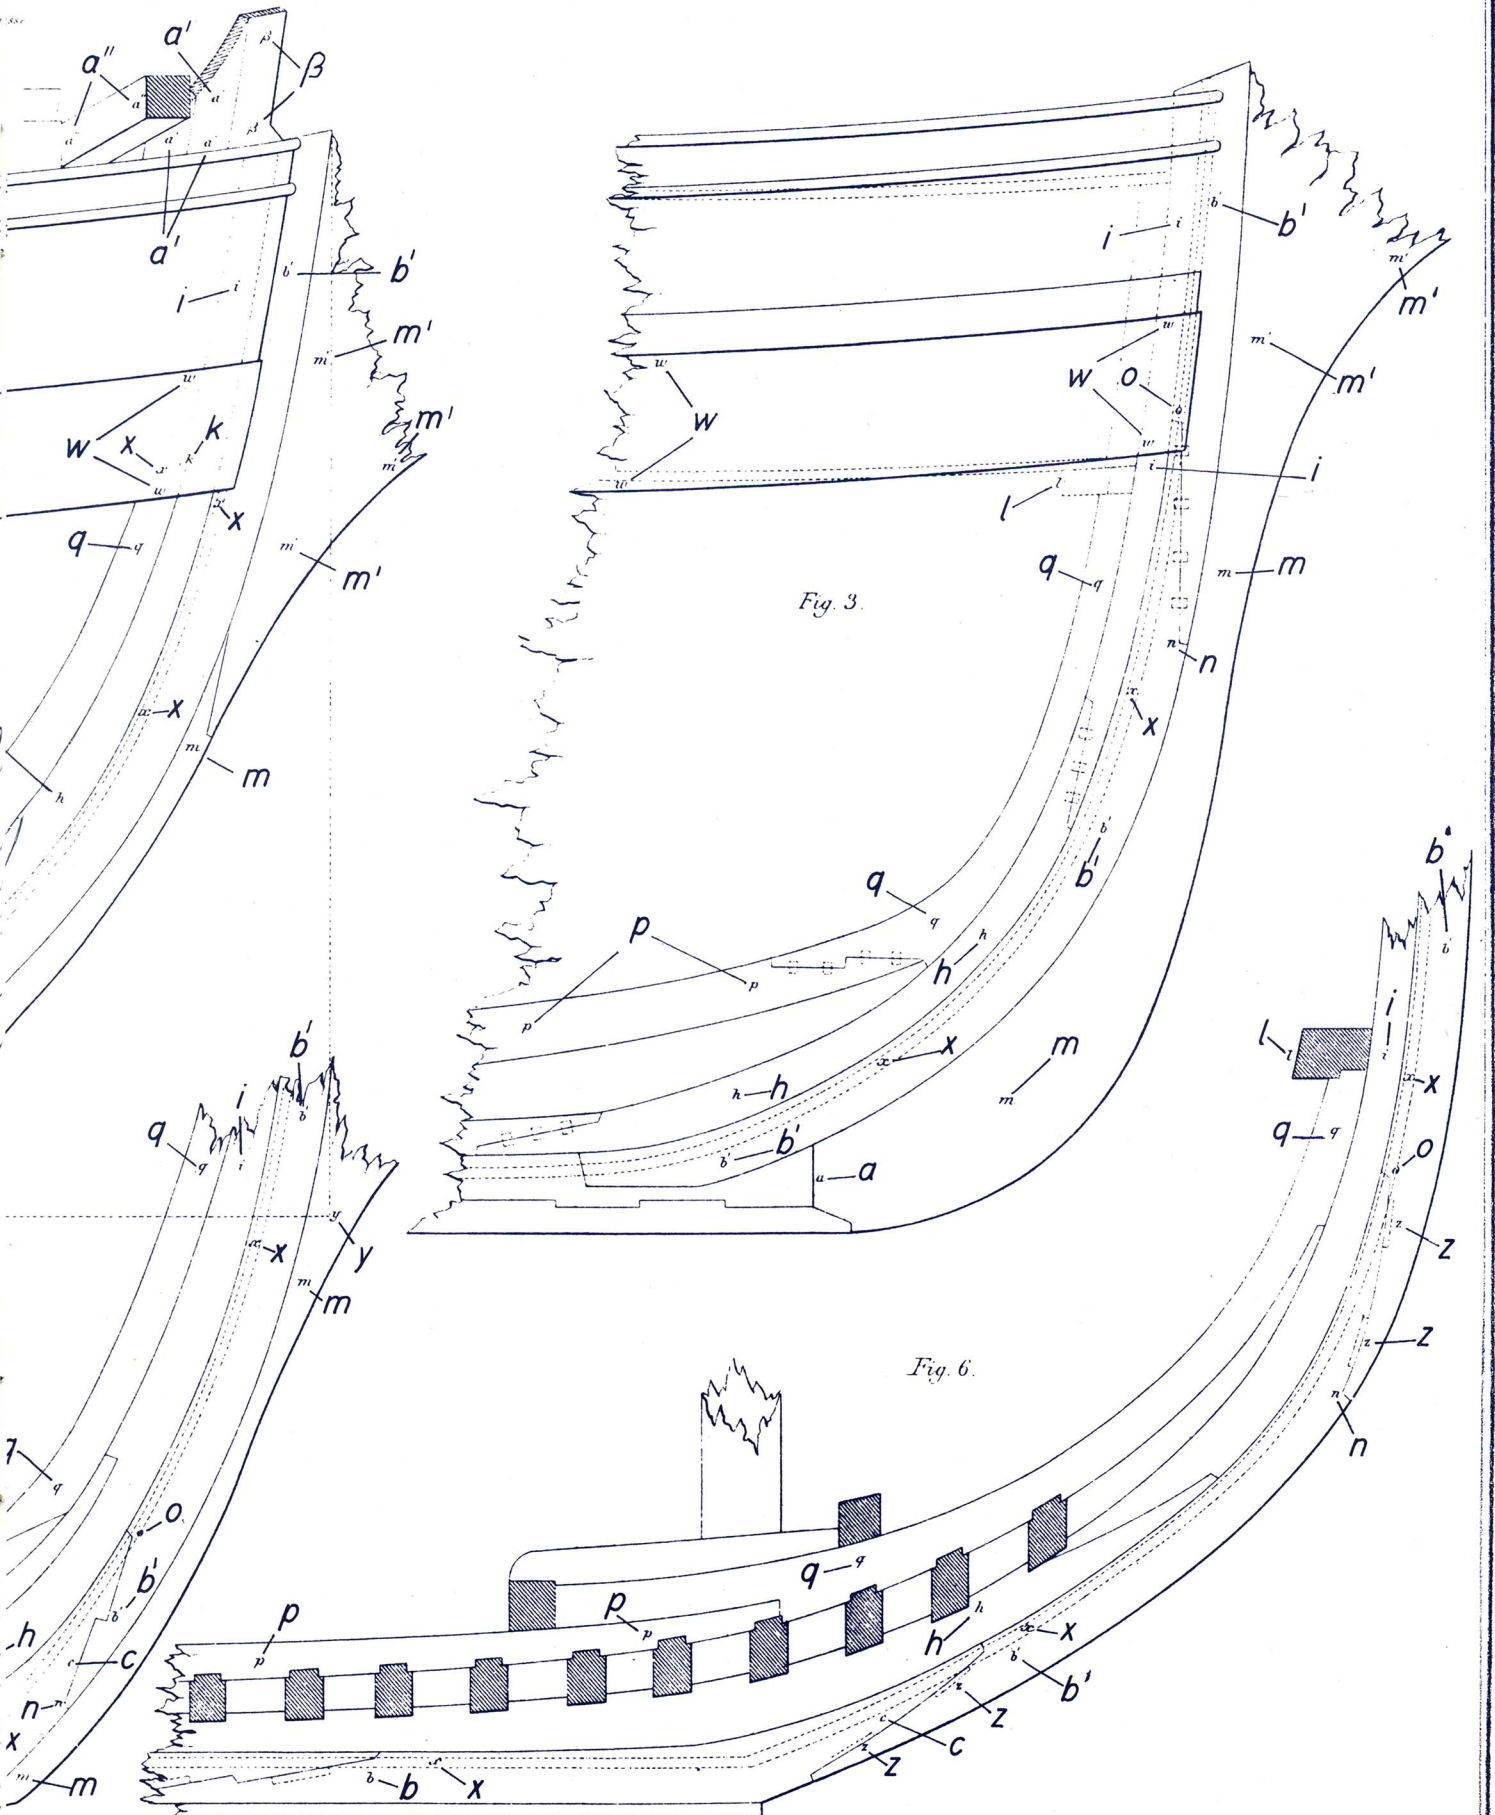 a'
a"
β
a'
b'
i
m'
m'
w
x
k
x
q
m'
x
m
h
i
b'
m'
m'
w
w
o
i
l
q
m
Fig. 3.
n
x
b'
q
p
h
x
m
h
b'
a
b'
i
q
x
y
m
q
o
b'
h
c
n
x
m
b'
i
l
x
q
o
z
z
n
Fig. 6.
q
p
p
h
x
b'
z
c
z
b
x